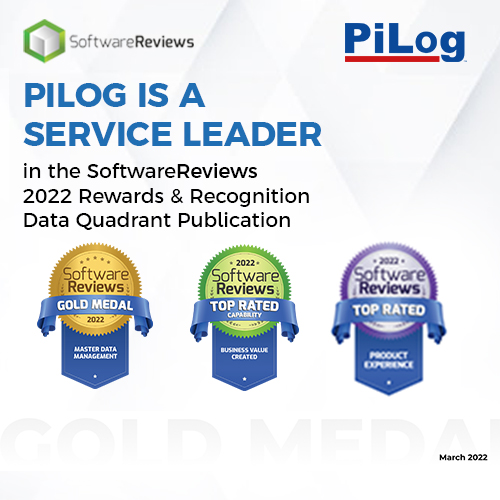 SoftwareReviews
PiLog
PILOG IS A
SERVICE LEADER
in the SoftwareReviews
2022 Rewards & Recognition
Data Quadrant Publication
Software
Reviews
GOLD MEDAL
2022
MASTER DATA
MANAGEMENT
2022
Software
Reviews
TOP RATED
CAPABILITY
BUSINESS VALUE
CREATED
2022
Software
Reviews
TOP RATED
PRODUCT
EXPERIENCE
GOLD MEDAL
March 2022